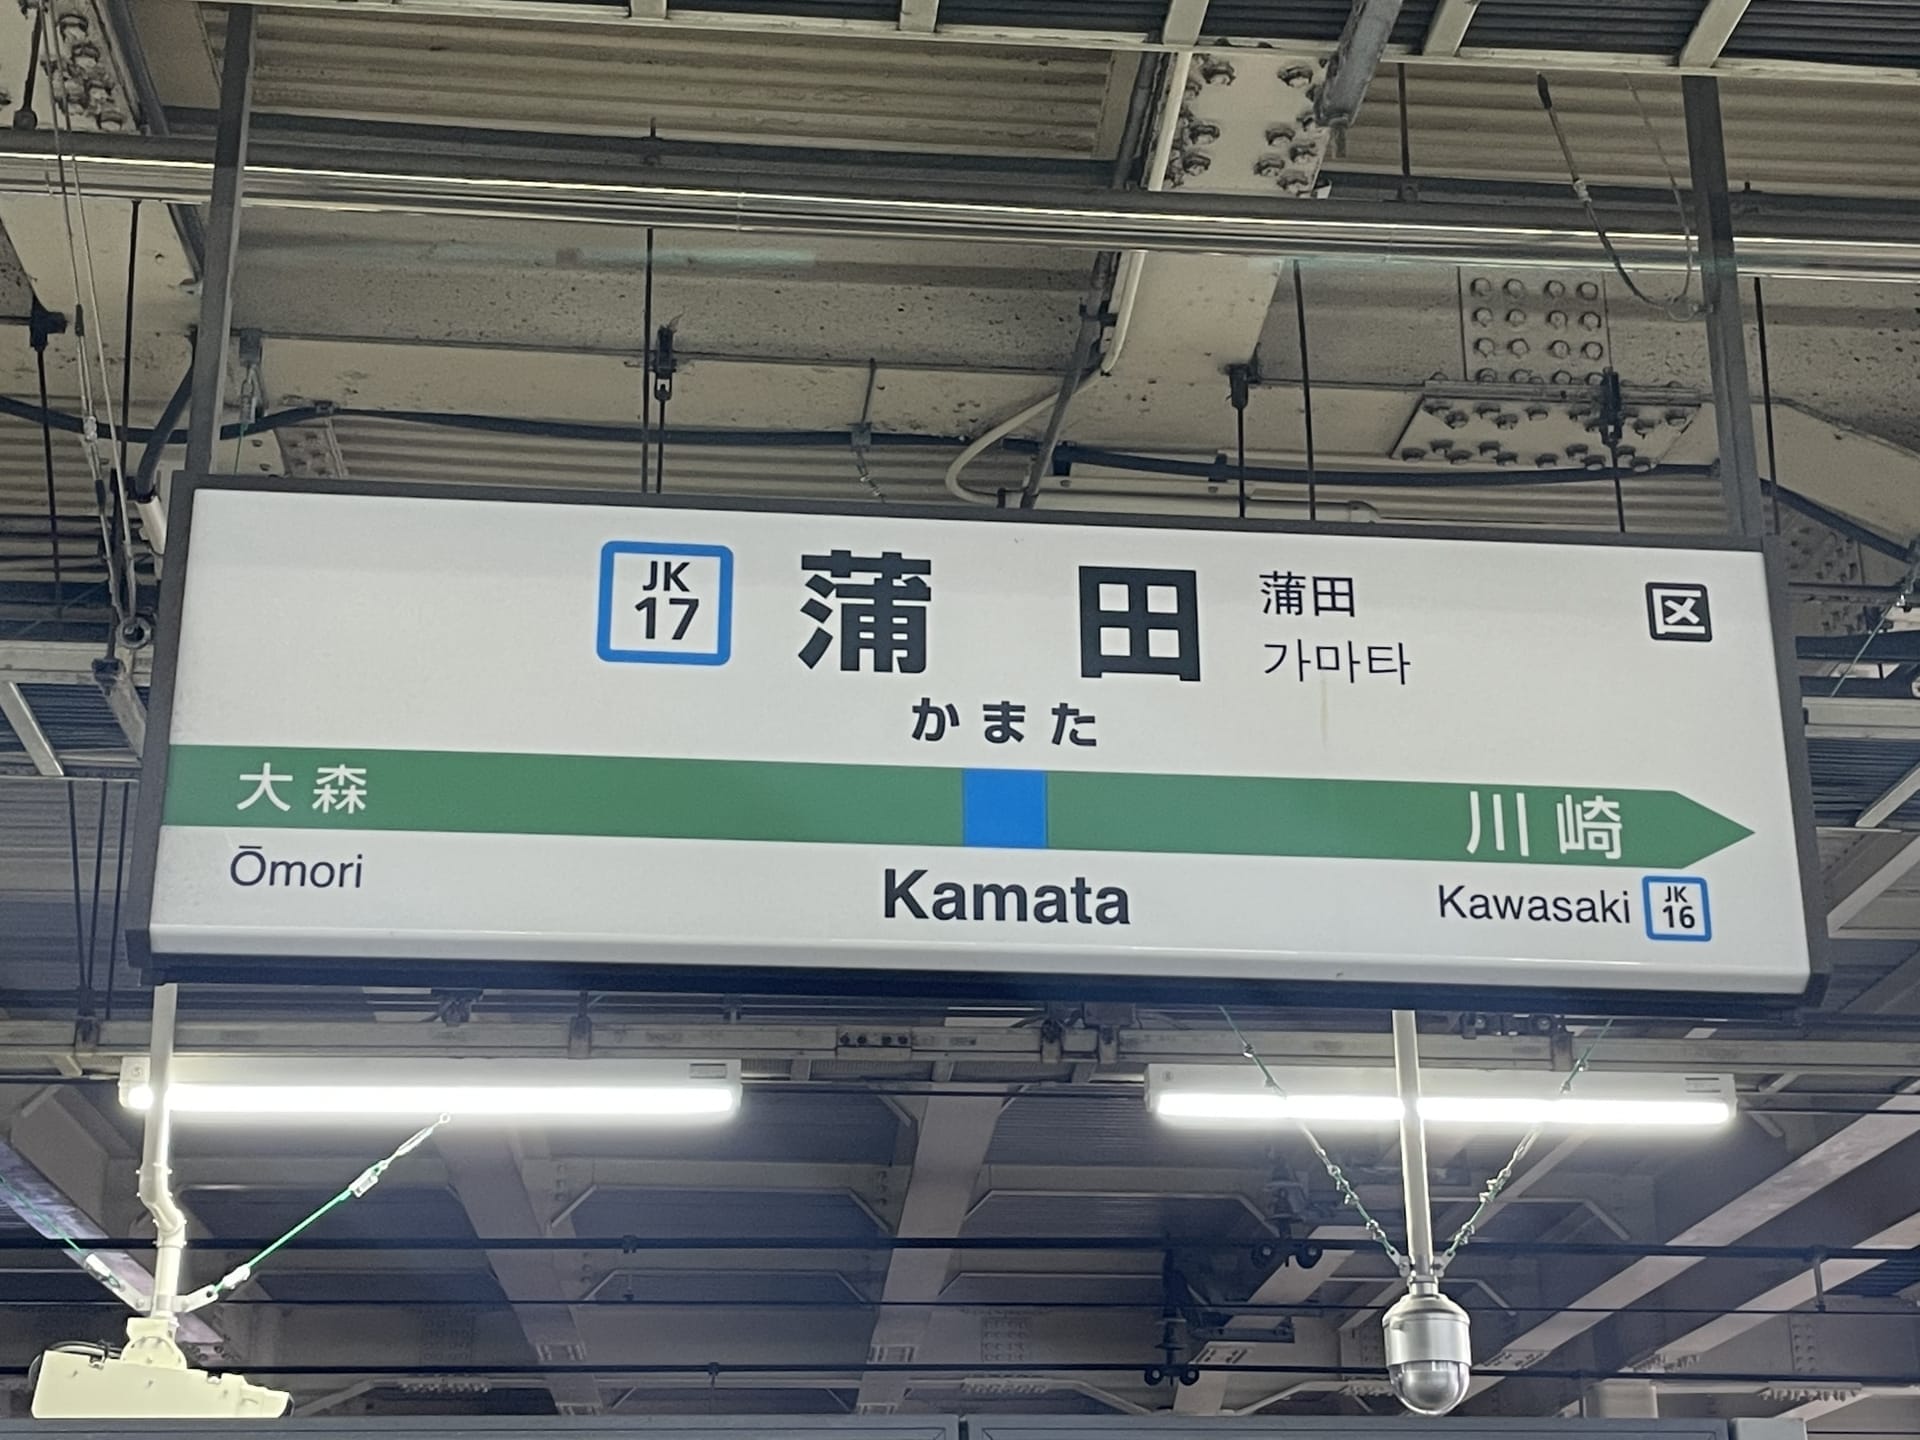 JK
17
蒲田
蒲田
가마타
区
かまた
大森
川崎
Ōmori
Kamata
Kawasaki
JK
16